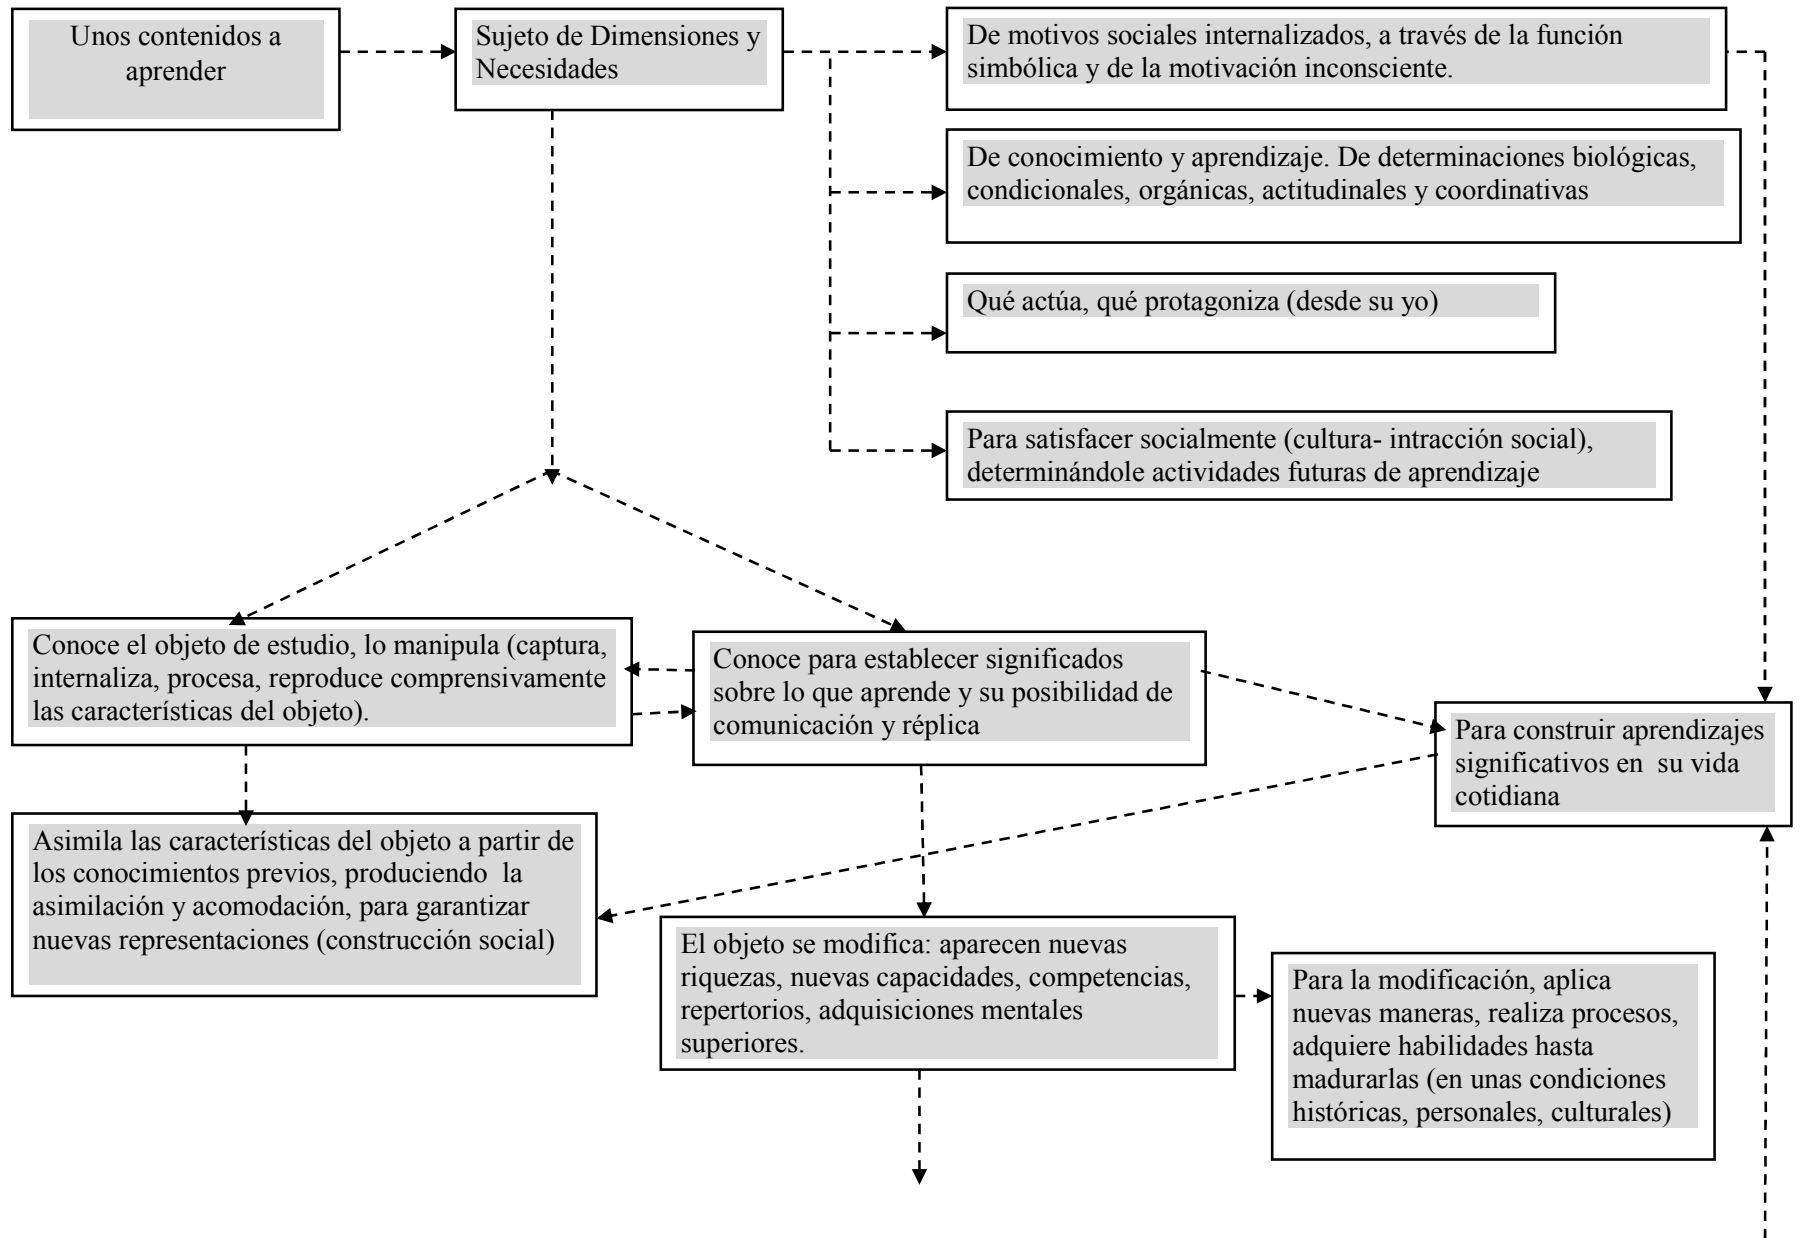 Unos contenidos a
aprender
Sujeto de Dimensiones y
Necesidades
De motivos sociales internalizados, a través de la función
simbólica y de la motivación inconsciente.
De conocimiento y aprendizaje. De determinaciones biológicas,
condicionales, orgánicas, actitudinales y coordinativas
Qué actúa, qué protagoniza (desde su yo)
Para satisfacer socialmente (cultura- intracción social),
determinándole actividades futuras de aprendizaje
Conoce el objeto de estudio, lo manipula (captura,
internaliza, procesa, reproduce comprensivamente
las características del objeto).
Conoce para establecer significados
sobre lo que aprende y su posibilidad de
comunicación y réplica
Para construir aprendizajes
significativos en su vida
cotidiana
Asimila las características del objeto a partir de
los conocimientos previos, produciendo la
asimilación y acomodación, para garantizar
nuevas representaciones (construcción social)
El objeto se modifica: aparecen nuevas
riquezas, nuevas capacidades, competencias,
repertorios, adquisiciones mentales
superiores.
Para la modificación, aplica
nuevas maneras, realiza procesos,
adquiere habilidades hasta
madurarlas (en unas condiciones
históricas, personales, culturales)